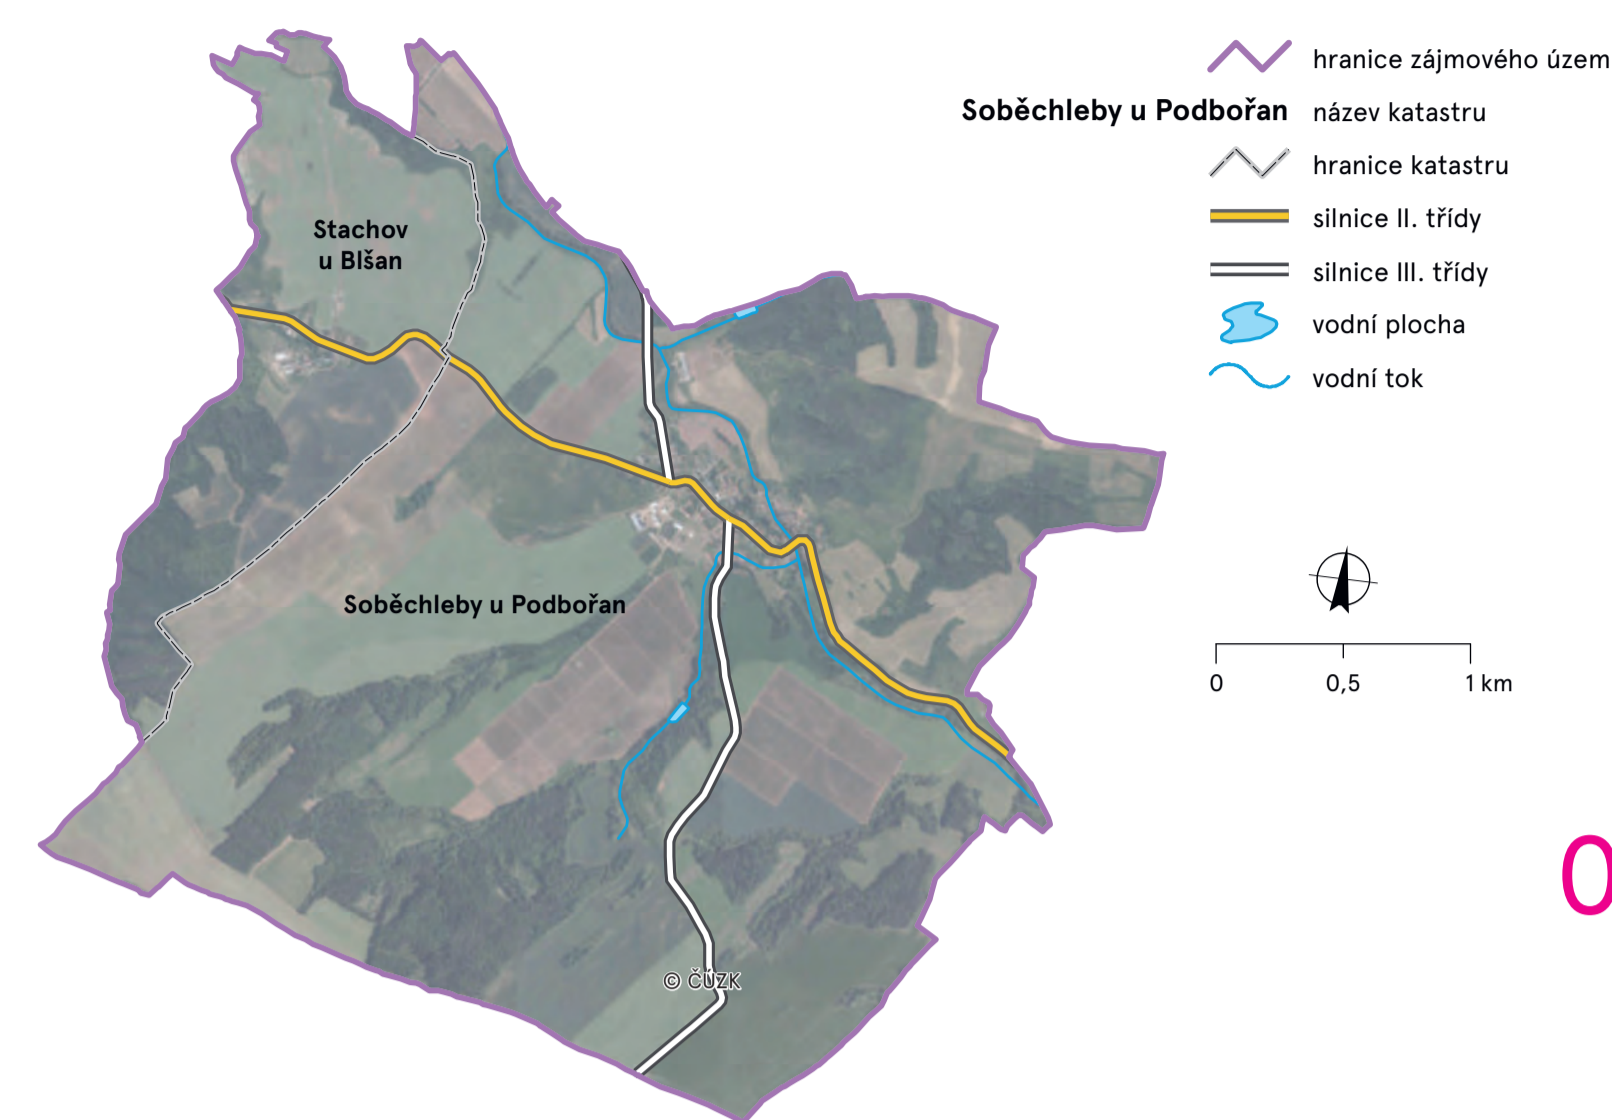 hranice zájmového územ
Soběchleby u Podbořan název katastru
hranice katastru
silnice II. třídy
silnice III. třídy
vodní plocha
vodní tok
Stachov
u Blšan
Soběchleby u Podbořan
0 0,5 1 km
0
© ČÚZK